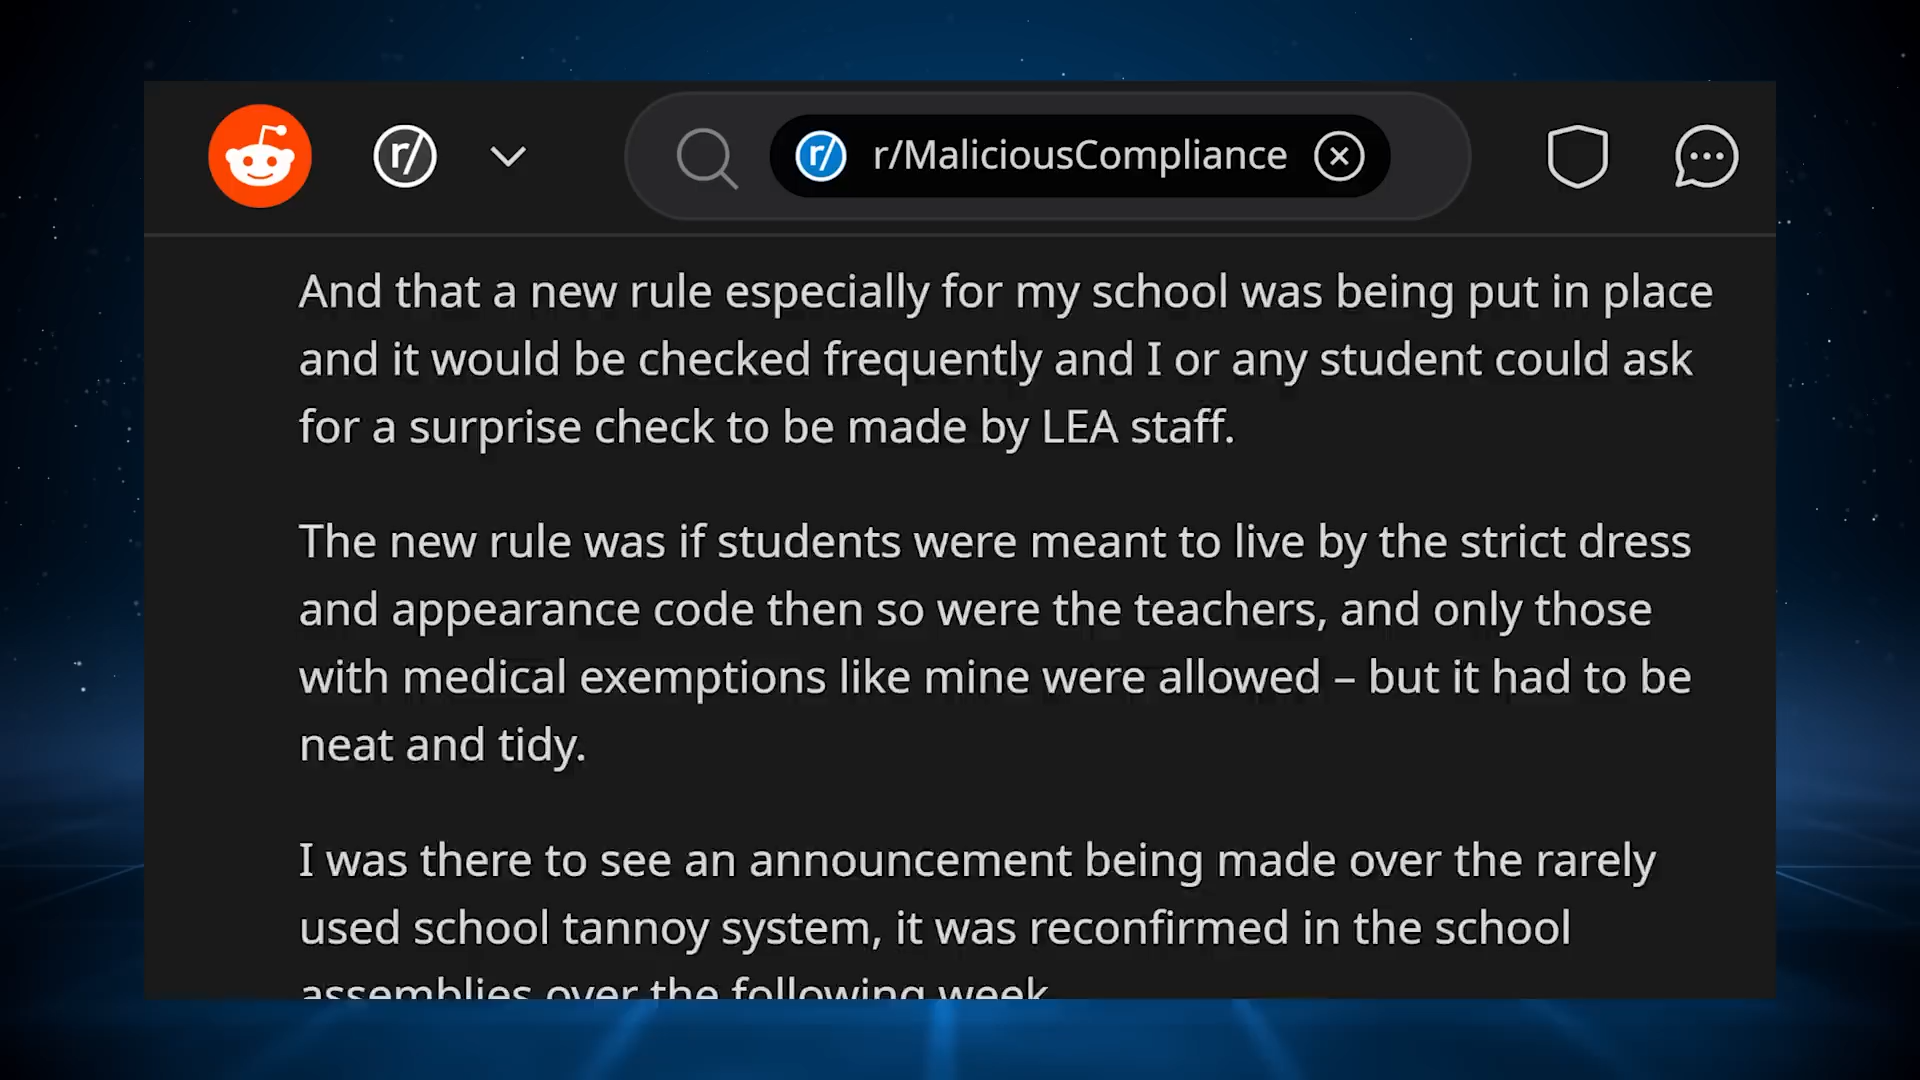 r/ r/ r/MaliciousCompliance
And that a new rule especially for my school was being put in place
and it would be checked frequently and I or any student could ask
for a surprise check to be made by LEA staff.
The new rule was if students were meant to live by the strict dress
and appearance code then so were the teachers, and only those
with medical exemptions like mine were allowed – but it had to be
neat and tidy.
I was there to see an announcement being made over the rarely
used school tannoy system, it was reconfirmed in the school
assemblies over the following week